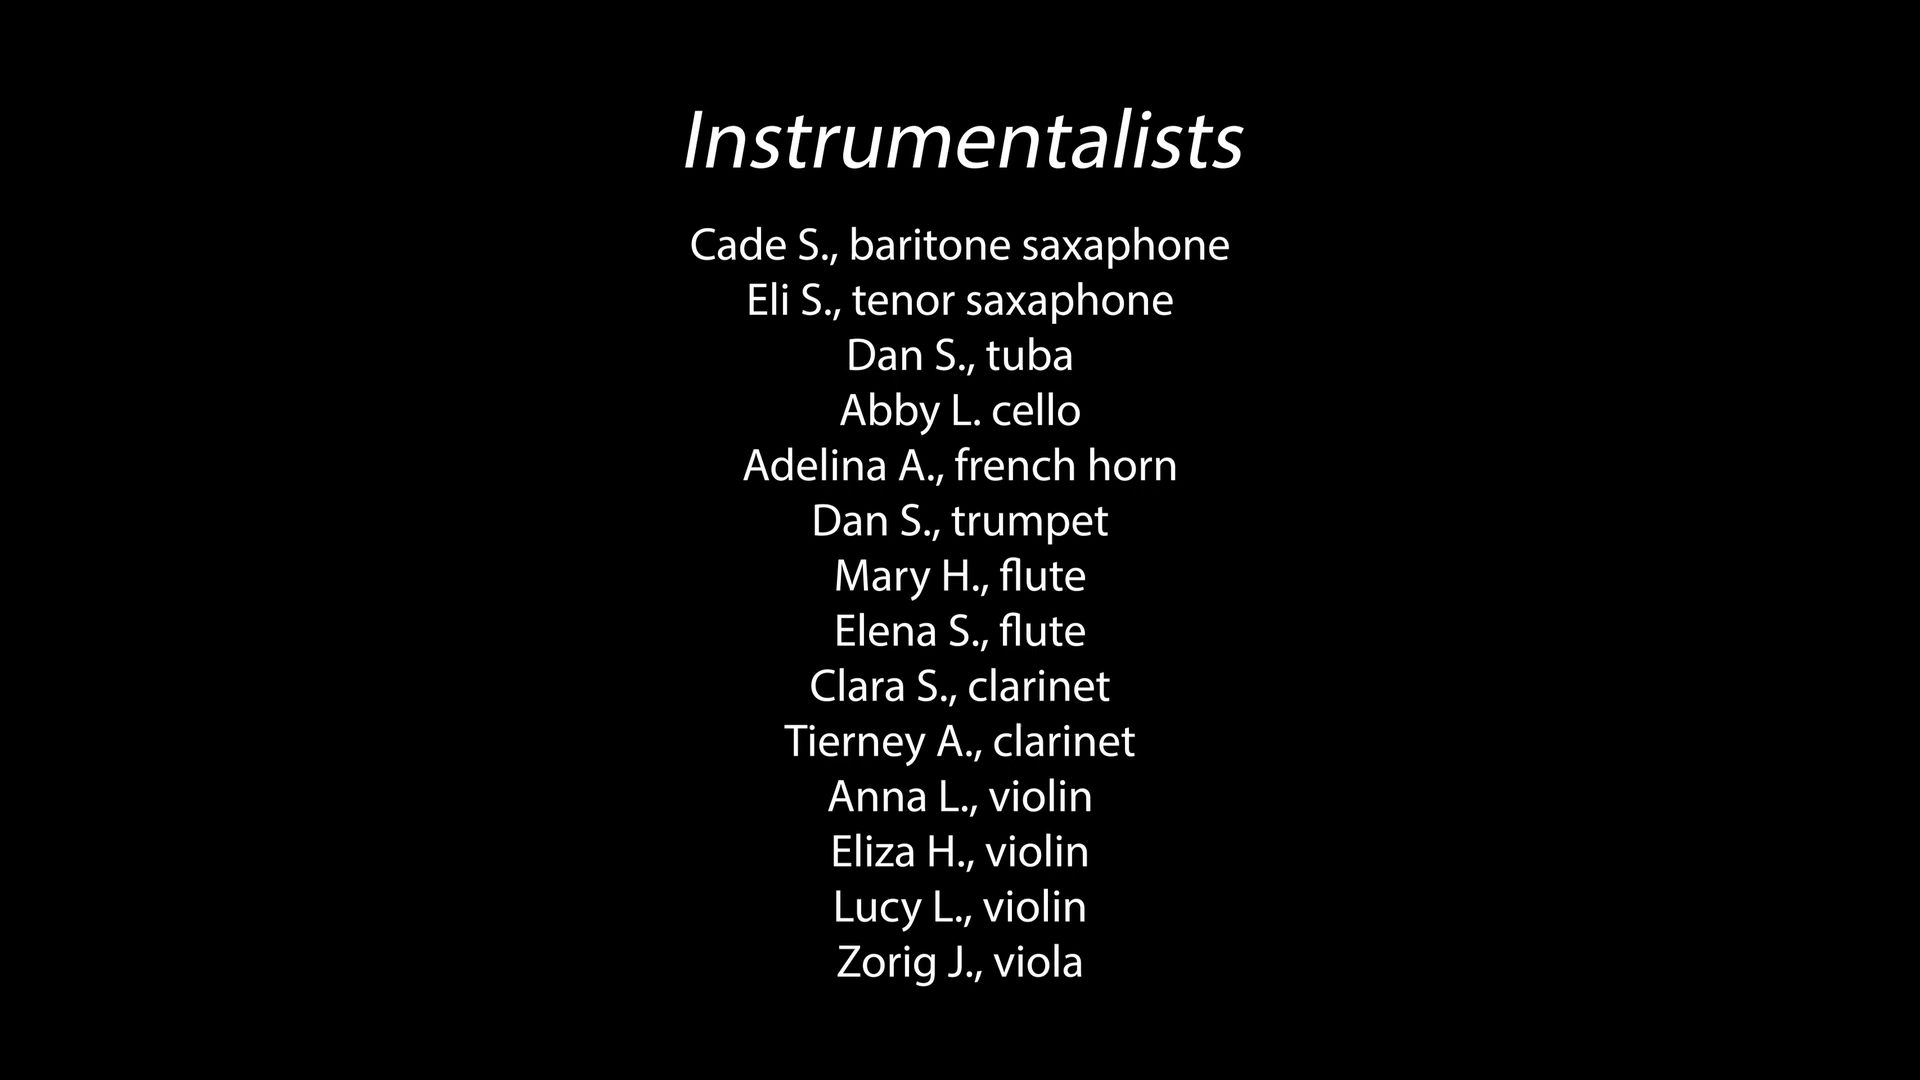 Instrumentalists
Cade S., baritone saxaphone
Eli S., tenor saxaphone
Dan S., tuba
Abby L. cello
Adelina A., french horn
Dan S., trumpet
Mary H., flute
Elena S., flute
Clara S., clarinet
Tierney A., clarinet
Anna L., violin
Eliza H., violin
Lucy L., violin
Zorig J., viola